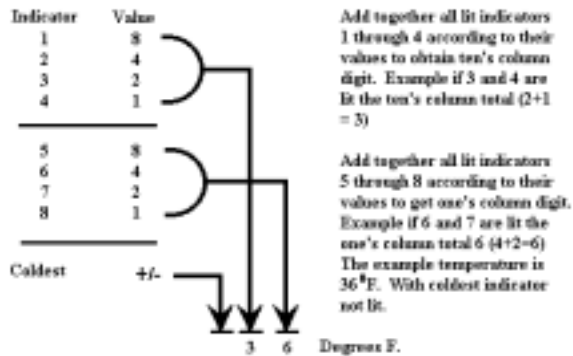 Indicator Value
1 8
2 4
3 2
4 1
5 8
6 4
7 2
8 1
Coldest +/-
3 6 Degrees F.
Add together all lit indicators
1 through 4 according to their
values to obtain ten's column
digit. Example if 3 and 4 are
lit the ten's column total (2+1
= 3)
Add together all lit indicators
5 through 8 according to their
values to get one's column digit.
Example if 6 and 7 are lit the
one's column total 6 (4+2=6)
The example temperature is
36°F. With coldest indicator
not lit.